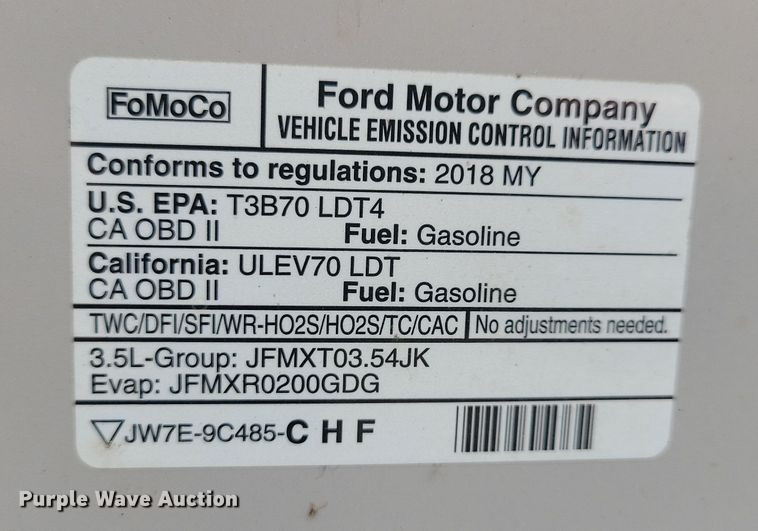 FoMoCo
Ford Motor Company
VEHICLE EMISSION CONTROL INFORMATION
Conforms to regulations: 2018 MY
U.S. EPA: T3B70 LDT4
CA OBD II Fuel: Gasoline
California: ULEV70 LDT
CA OBD II Fuel: Gasoline
TWC/DFI/SFI/WR-HO2S/HO2S/TC/CAC No adjustments needed.
3.5L-Group: JFMXT03.54JK
Evap: JFMXR0200GDG
▽JW7E-9C485-C H F
Purple Wave Auction